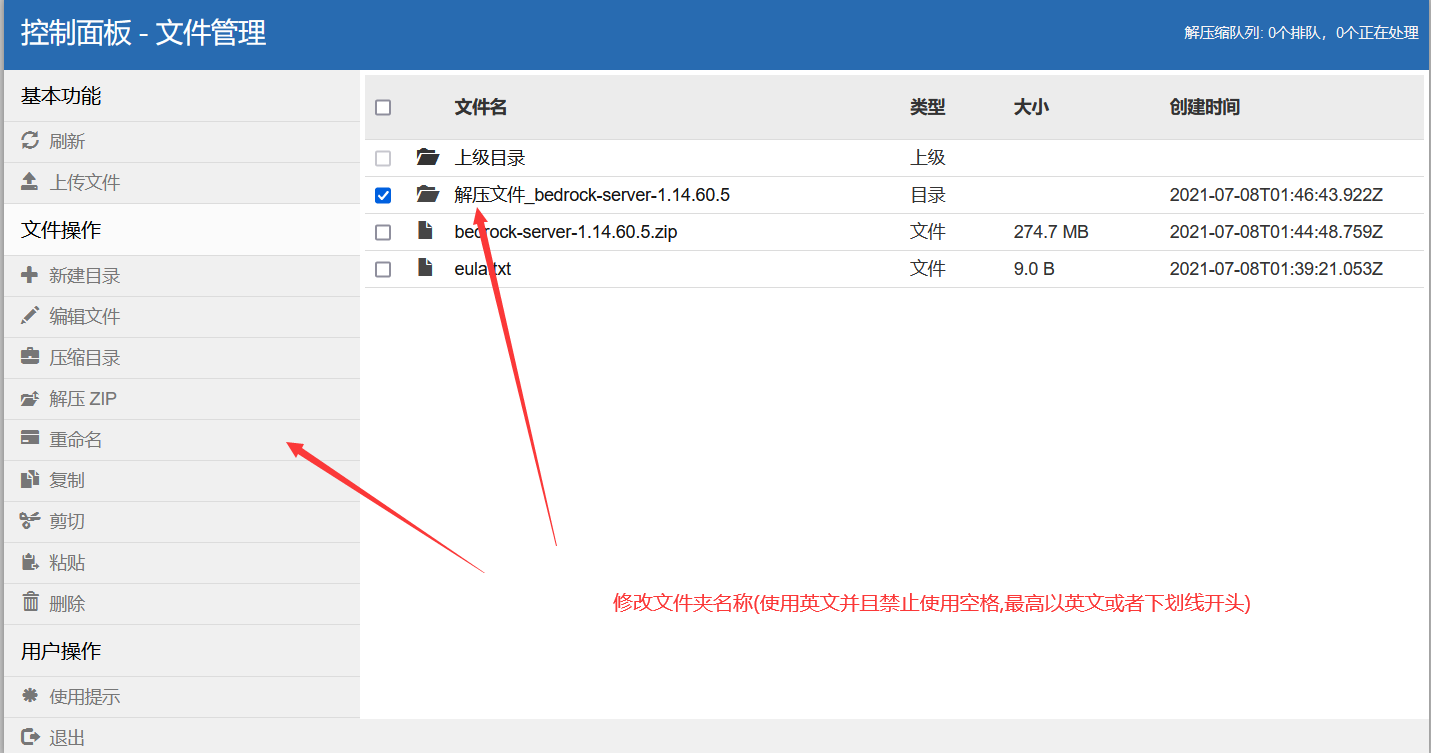 控制面板 - 文件管理
解压缩队列: 0个排队，0个正在处理
基本功能
刷新
上传文件
文件操作
新建目录
编辑文件
压缩目录
解压 ZIP
重命名
复制
剪切
粘贴
删除
用户操作
使用提示
退出
文件名 类型 大小 创建时间
上级目录 上级
解压文件_bedrock-server-1.14.60.5 目录 2021-07-08T01:46:43.922Z
bedrock-server-1.14.60.5.zip 文件 274.7 MB 2021-07-08T01:44:48.759Z
eula.txt 文件 9.0 B 2021-07-08T01:39:21.053Z
修改文件夹名称(使用英文并且禁止使用空格,最高以英文或者下划线开头)